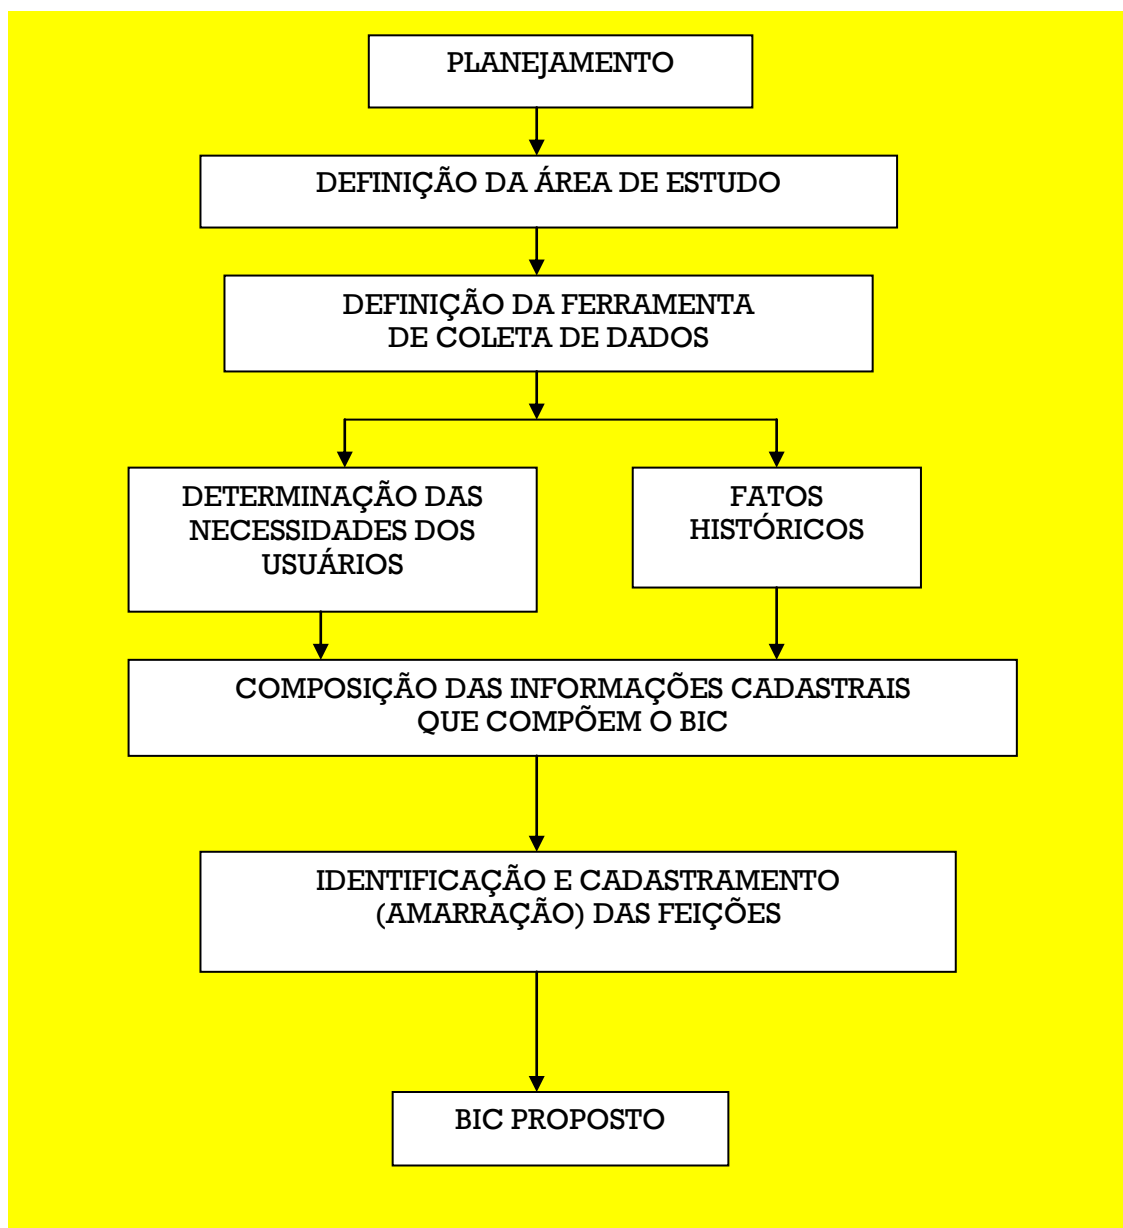 PLANEJAMENTO
DEFINIÇÃO DA ÁREA DE ESTUDO
DEFINIÇÃO DA FERRAMENTA
DE COLETA DE DADOS
DETERMINAÇÃO DAS
NECESSIDADES DOS
USUÁRIOS
FATOS
HISTÓRICOS
COMPOSIÇÃO DAS INFORMAÇÕES CADASTRAIS
QUE COMPÕEM O BIC
IDENTIFICAÇÃO E CADASTRAMENTO
(AMARRAÇÃO) DAS FEIÇÕES
BIC PROPOSTO